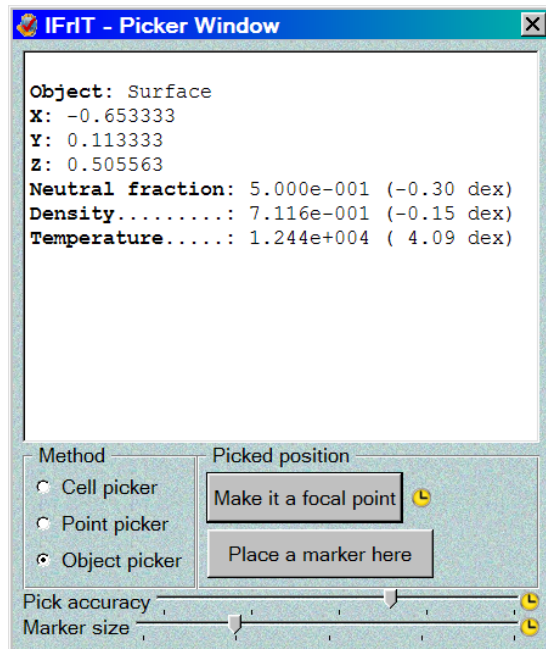 IFrIT - Picker Window
Object: Surface
X: -0.653333
Y: 0.113333
Z: 0.505563
Neutral fraction: 5.000e-001 (-0.30 dex)
Density.........: 7.116e-001 (-0.15 dex)
Temperature.....: 1.244e+004 ( 4.09 dex)
Method
Cell picker
Point picker
Object picker
Picked position
Make it a focal point
Place a marker here
Pick accuracy
Marker size